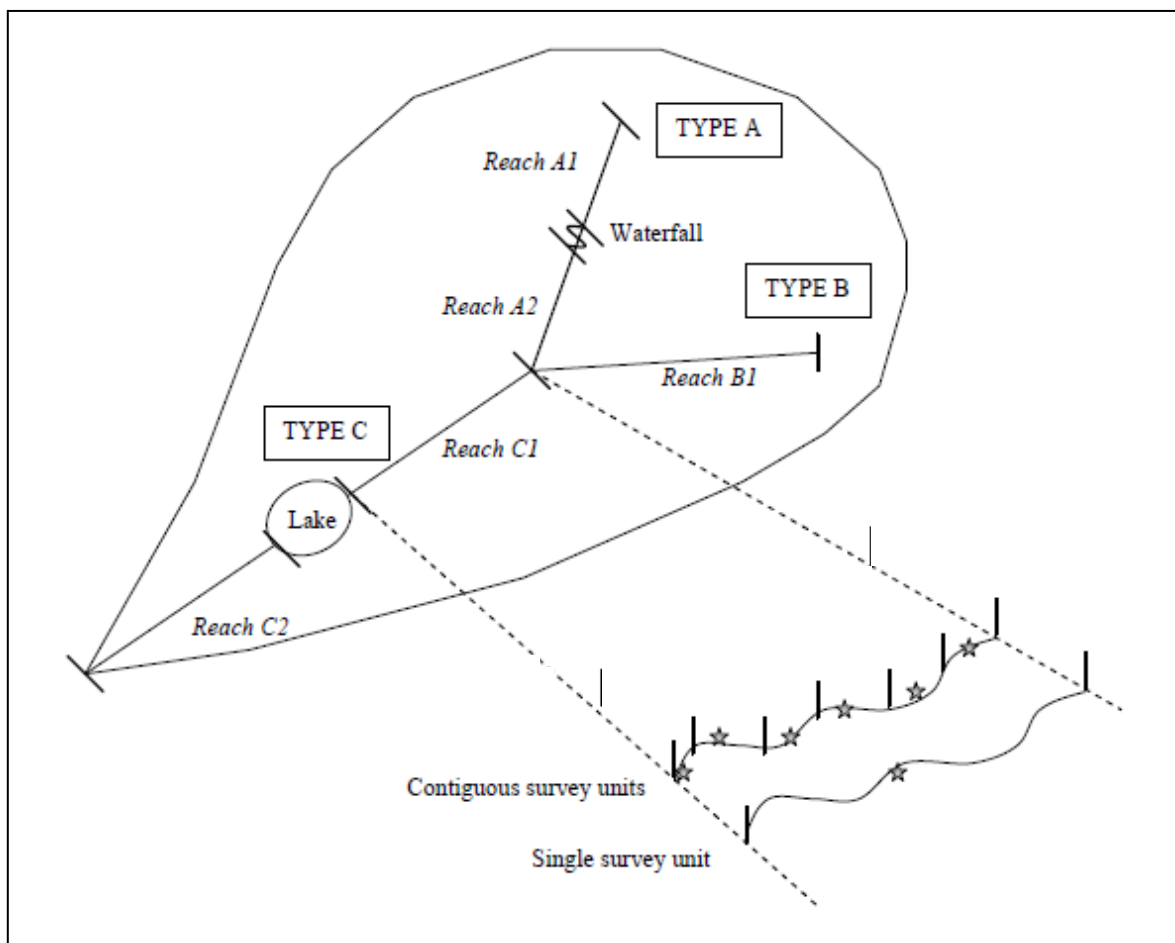 TYPE A
Reach A1
Waterfall
TYPE B
Reach A2
Reach B1
TYPE C
Reach C1
Lake
Reach C2
Contiguous survey units
Single survey unit